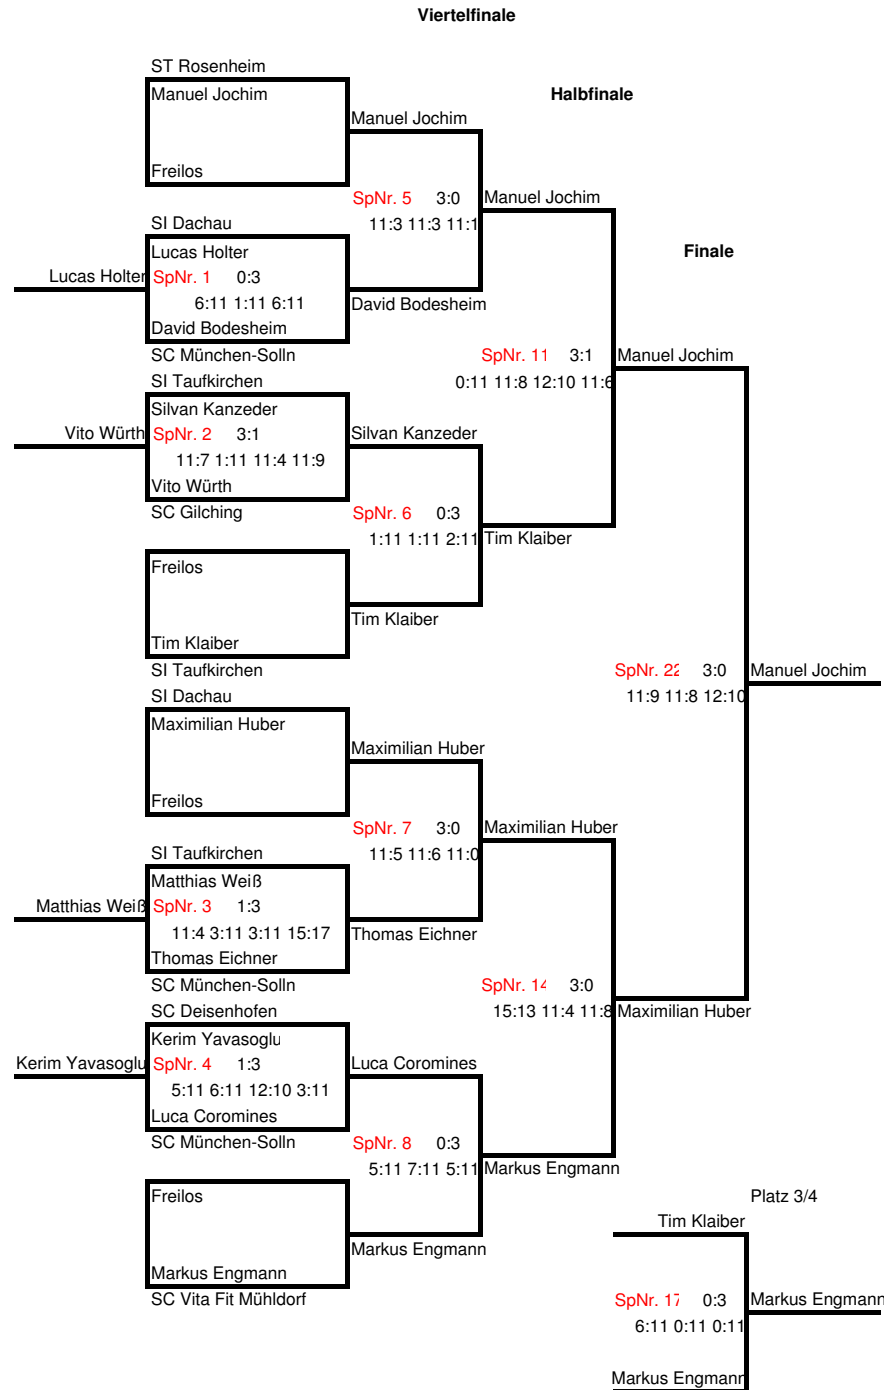 Viertelfinale
ST Rosenheim
Manuel Jochim
Halbfinale
Manuel Jochim
Freilos
SpNr. 5 3:0 Manuel Jochim
SI Dachau
11:3 11:3 11:1
Lucas Holter
Finale
Lucas Holter SpNr. 1 0:3
6:11 1:11 6:11
David Bodesheim
David Bodesheim
SC München-Solln
SpNr. 11 3:1 Manuel Jochim
SI Taufkirchen
0:11 11:8 12:10 11:6
Silvan Kanzeder
Vito Würth SpNr. 2 3:1
Silvan Kanzeder
11:7 1:11 11:4 11:9
Vito Würth
SC Gilching
SpNr. 6 0:3
1:11 1:11 2:11 Tim Klaiber
Freilos
Tim Klaiber
Tim Klaiber
SI Taufkirchen
SpNr. 22 3:0 Manuel Jochim
SI Dachau
11:9 11:8 12:10
Maximilian Huber
Maximilian Huber
Freilos
SpNr. 7 3:0 Maximilian Huber
SI Taufkirchen
11:5 11:6 11:0
Matthias Weiß
Matthias Weiß SpNr. 3 1:3
11:4 3:11 3:11 15:17
Thomas Eichner
Thomas Eichner
SC München-Solln
SpNr. 14 3:0
SC Deisenhofen
15:13 11:4 11:8 Maximilian Huber
Kerim Yavasoglu
Kerim Yavasoglu SpNr. 4 1:3
Luca Coromines
5:11 6:11 12:10 3:11
Luca Coromines
SC München-Solln
SpNr. 8 0:3
5:11 7:11 5:11 Markus Engmann
Freilos
Platz 3/4
Tim Klaiber
Markus Engmann
Markus Engmann
SC Vita Fit Mühldorf
SpNr. 17 0:3 Markus Engmann
6:11 0:11 0:11
Markus Engmann